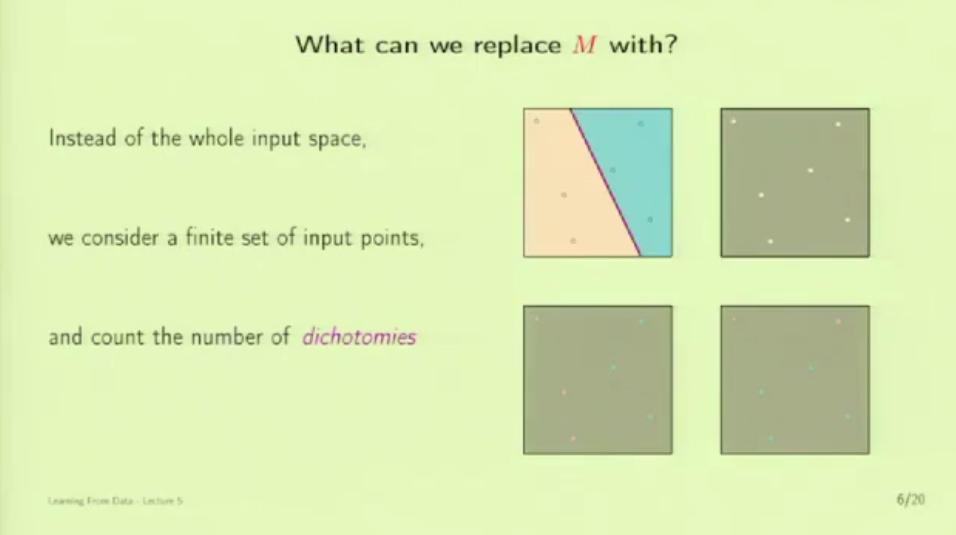 What can we replace M with?
Instead of the whole input space,
we consider a finite set of input points,
and count the number of dichotomies
Learning From Data - Lecture 5
6/20